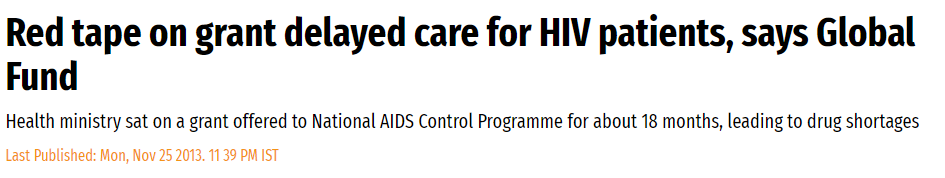 Red tape on grant delayed care for HIV patients, says Global
Fund
Health ministry sat on a grant offered to National AIDS Control Programme for about 18 months, leading to drug shortages
Last Published: Mon, Nov 25 2013. 11 39 PM IST